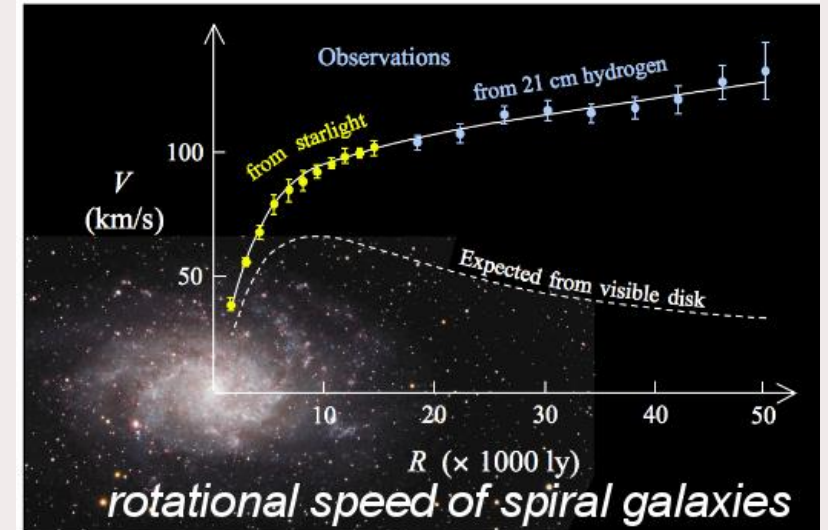 Observations
from 21 cm hydrogen
from starlight
100
V
(km/s)
50
Expected from visible disk
10 20 30 40 50
R (× 1000 ly)
rotational speed of spiral galaxies